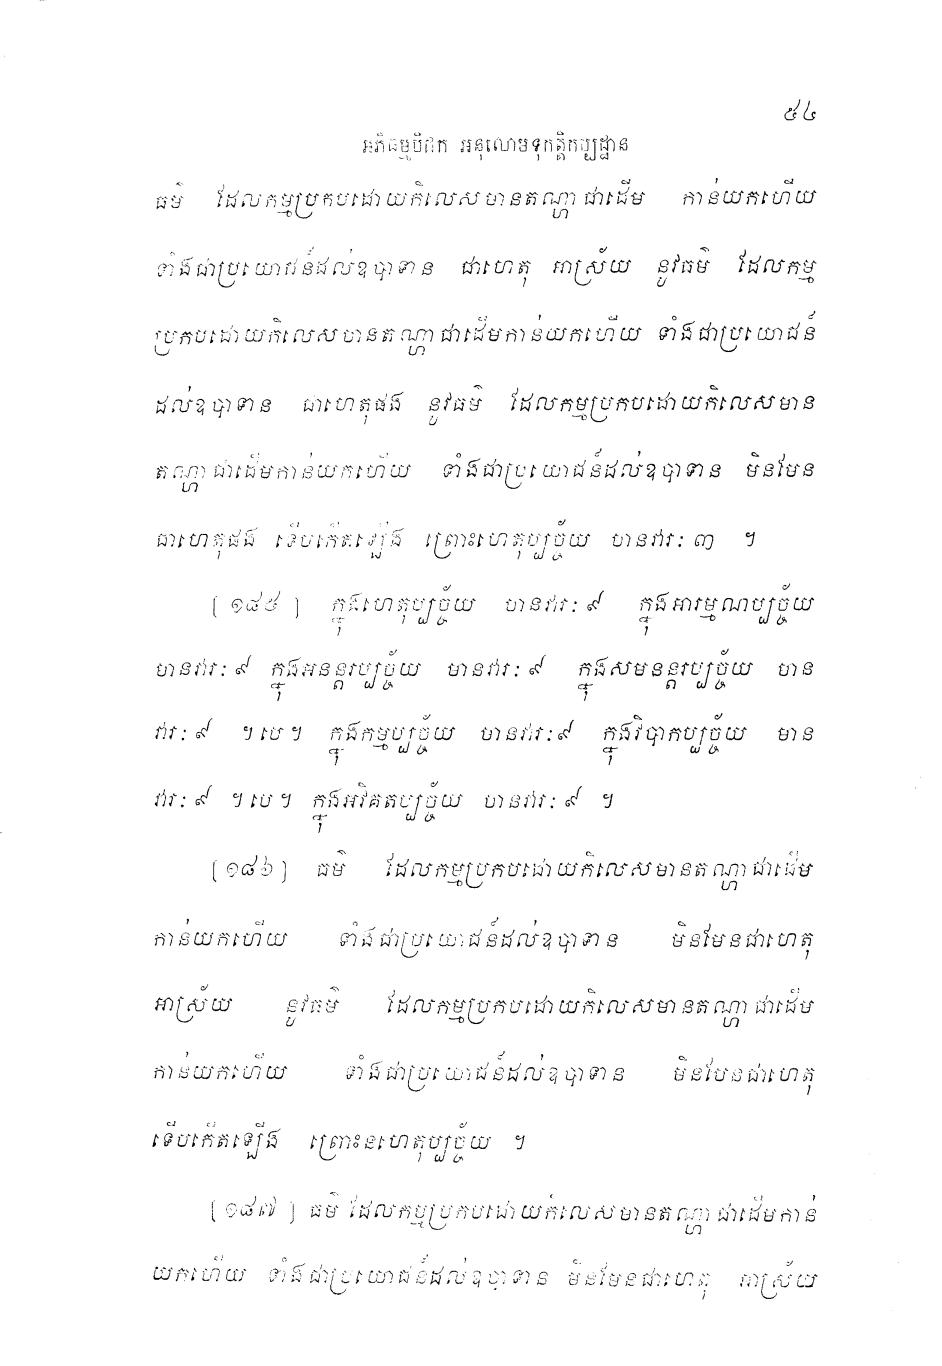 ៥៤
អភិធម្មបិដក អនុលោមទុកត្តិកប្បដ្ឋាន
ធម៌ ដែលកម្មប្រកបដោយកិលេសមានតណ្ហាជាដើម កាន់យកហើយ
ទាំងជាប្រយោជន៍ដល់ឧបាទាន ជាហេតុ អាស្រ័យ នូវធម៌ ដែលកម្ម
ប្រកបដោយកិលេសមានតណ្ហាជាដើមកាន់យកហើយ ទាំងជាប្រយោជន៍
ដល់ឧបាទាន ជាហេតុផង នូវធម៌ ដែលកម្មប្រកបដោយកិលេសមាន
តណ្ហាជាដើមកាន់យកហើយ ទាំងជាប្រយោជន៍ដល់ឧបាទាន មិនមែន
ជាហេតុផង ទើបកើតឡើង ព្រោះហេតុប្បច្ច័យ មានវារៈ ៣ ។
[ ១៨៥ ] ក្នុងហេតុប្បច្ច័យ មានវារៈ ៩ ក្នុងអារម្មណប្បច្ច័យ
មានវារៈ ៩ ក្នុងអនន្តរប្បច្ច័យ មានវារៈ ៩ ក្នុងសមនន្តរប្បច្ច័យ មាន
វារៈ ៩ ។បេ។ ក្នុងកម្មប្បច្ច័យ មានវារៈ ៩ ក្នុងវិបាកប្បច្ច័យ មាន
វារៈ ៩ ។បេ។ ក្នុងអវិគតប្បច្ច័យ មានវារៈ ៩ ។
[ ១៨៦ ] ធម៌ ដែលកម្មប្រកបដោយកិលេសមានតណ្ហាជាដើម
កាន់យកហើយ ទាំងជាប្រយោជន៍ដល់ឧបាទាន មិនមែនជាហេតុ
អាស្រ័យ នូវធម៌ ដែលកម្មប្រកបដោយកិលេសមានតណ្ហាជាដើម
កាន់យកហើយ ទាំងជាប្រយោជន៍ដល់ឧបាទាន មិនមែនជាហេតុ
ទើបកើតឡើង ព្រោះនហេតុប្បច្ច័យ ។
[ ១៨៧ ] ធម៌ ដែលកម្មប្រកបដោយកិលេសមានតណ្ហាជាដើមកាន់
យកហើយ ទាំងជាប្រយោជន៍ដល់ឧបាទាន មិនមែនជាហេតុ អាស្រ័យ